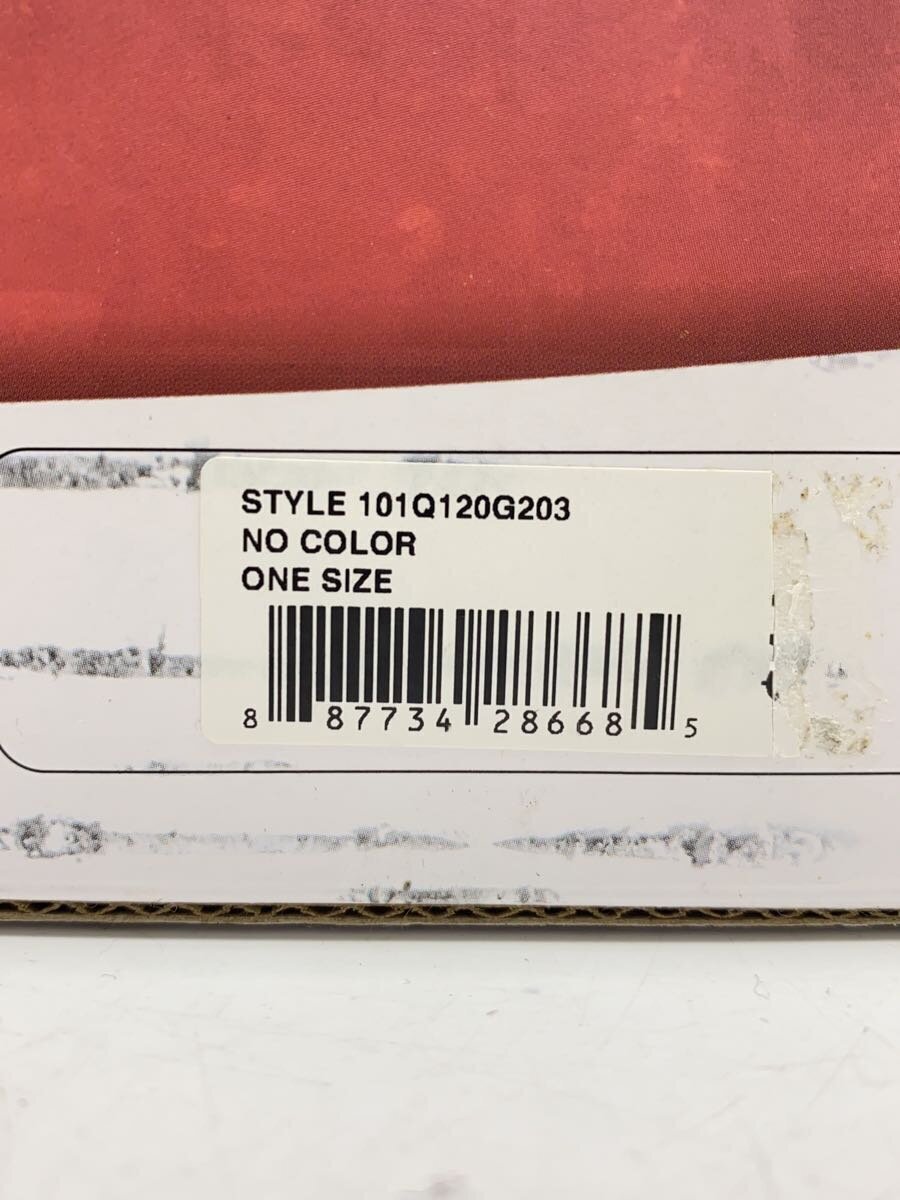 STYLE 101Q120G203
NO COLOR
ONE SIZE
8 87734 28668 5